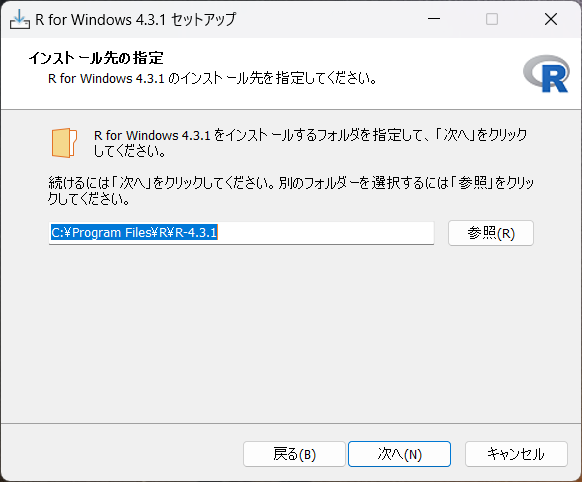 R for Windows 4.3.1 セットアップ
インストール先の指定
R for Windows 4.3.1 のインストール先を指定してください。
R
R for Windows 4.3.1 をインストールするフォルダを指定して、「次へ」をクリック
してください。
続けるには「次へ」をクリックしてください。別のフォルダーを選択するには「参照」をクリッ
クしてください。
C:¥Program Files¥R¥R-4.3.1
参照(R)
戻る(B)
次へ(N)
キャンセル